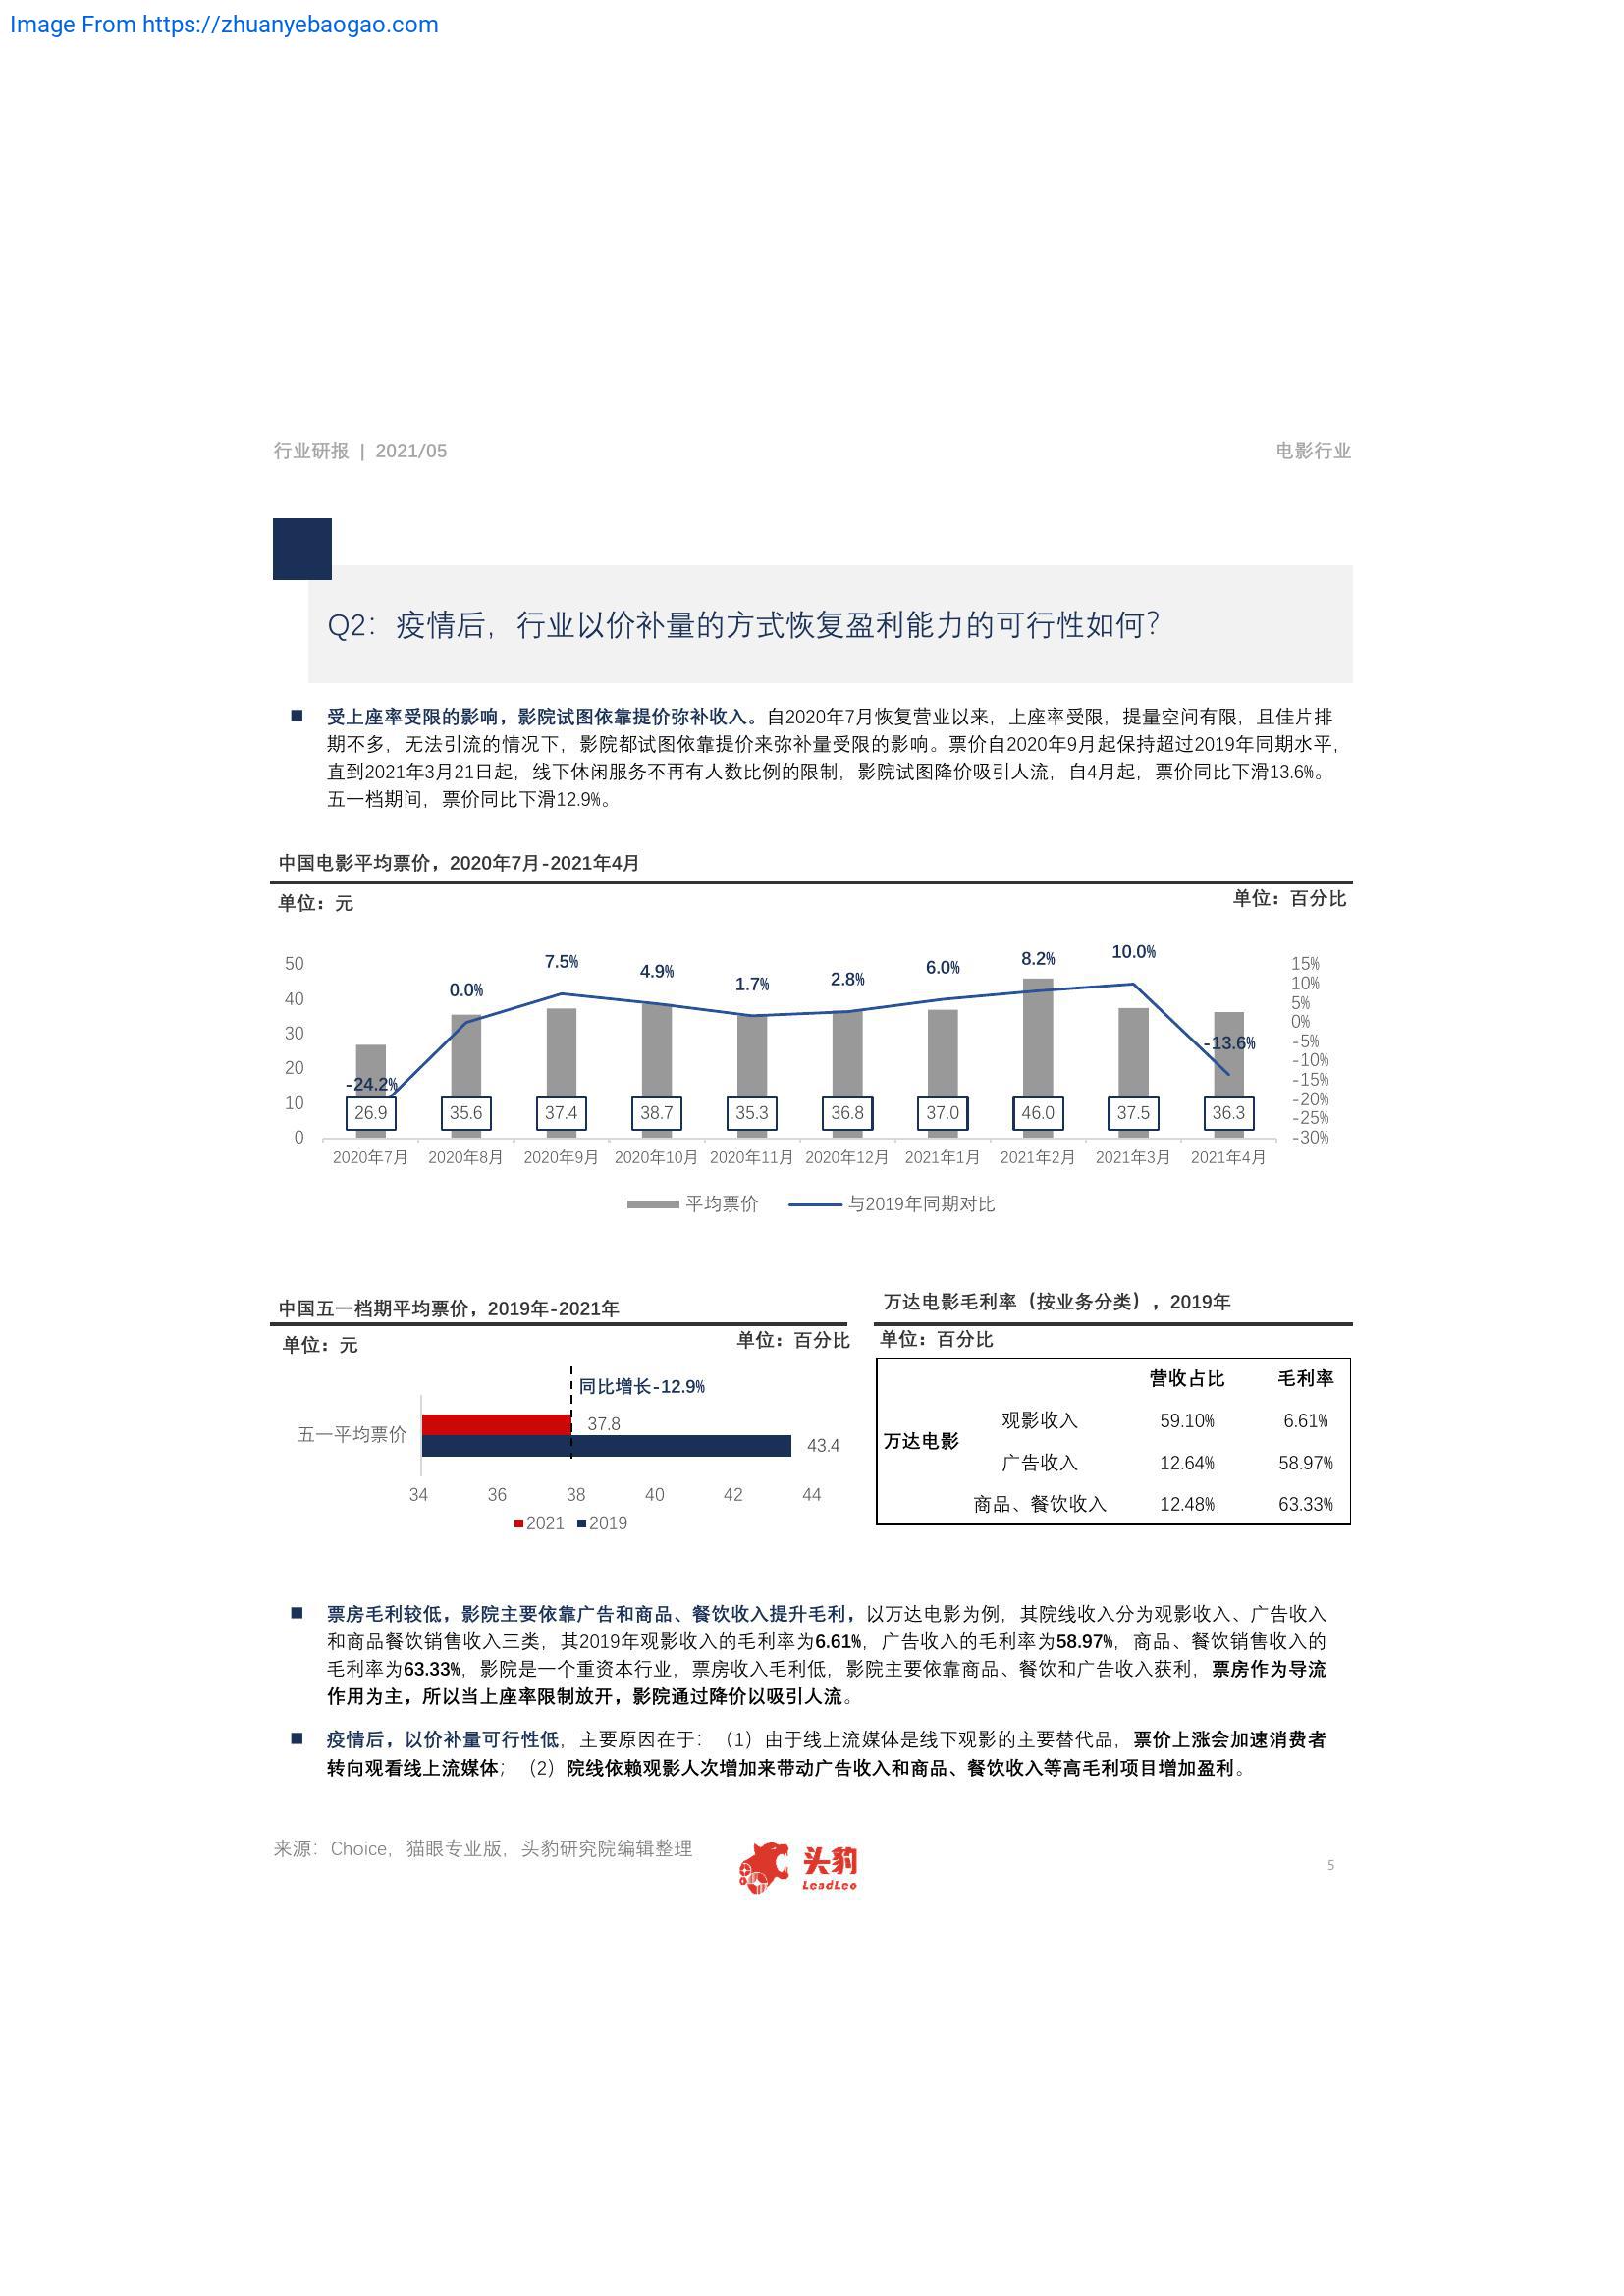 Image From https://zhuanyebaogao.com
行业研报 | 2021/05
电影行业
Q2：疫情后，行业以价补量的方式恢复盈利能力的可行性如何？
受上座率受限的影响，影院试图依靠提价弥补收入。自2020年7月恢复营业以来，上座率受限，提量空间有限，且佳片排
期不多，无法引流的情况下，影院都试图依靠提价来弥补量受限的影响。票价自2020年9月起保持超过2019年同期水平，
直到2021年3月21日起，线下休闲服务不再有人数比例的限制，影院试图降价吸引人流，自4月起，票价同比下滑13.6%。
五一档期间，票价同比下滑12.9%。
中国电影平均票价，2020年7月-2021年4月
单位：元
单位：百分比
50
40
30
20
10
0
-24.2%
0.0%
7.5%
4.9%
1.7%
2.8%
6.0%
8.2%
10.0%
-13.6%
26.9
35.6
37.4
38.7
35.3
36.8
37.0
46.0
37.5
36.3
15%
10%
5%
0%
-5%
-10%
-15%
-20%
-25%
-30%
2020年7月
2020年8月
2020年9月
2020年10月
2020年11月
2020年12月
2021年1月
2021年2月
2021年3月
2021年4月
平均票价
与2019年同期对比
中国五一档期平均票价，2019年-2021年
单位：元
单位：百分比
同比增长-12.9%
五一平均票价
37.8
43.4
34
36
38
40
42
44
2021
2019
万达电影毛利率（按业务分类），2019年
单位：百分比
营收占比 毛利率
万达电影
观影收入 59.10% 6.61%
广告收入 12.64% 58.97%
商品、餐饮收入 12.48% 63.33%
票房毛利较低，影院主要依靠广告和商品、餐饮收入提升毛利，以万达电影为例，其院线收入分为观影收入、广告收入
和商品餐饮销售收入三类，其2019年观影收入的毛利率为6.61%，广告收入的毛利率为58.97%，商品、餐饮销售收入的
毛利率为63.33%，影院是一个重资本行业，票房收入毛利低，影院主要依靠商品、餐饮和广告收入获利，票房作为导流
作用为主，所以当上座率限制放开，影院通过降价以吸引人流。
疫情后，以价补量可行性低，主要原因在于：（1）由于线上流媒体是线下观影的主要替代品，票价上涨会加速消费者
转向观看线上流媒体；（2）院线依赖观影人次增加来带动广告收入和商品、餐饮收入等高毛利项目增加盈利。
来源：Choice，猫眼专业版，头豹研究院编辑整理
头豹
LeadLeo
5